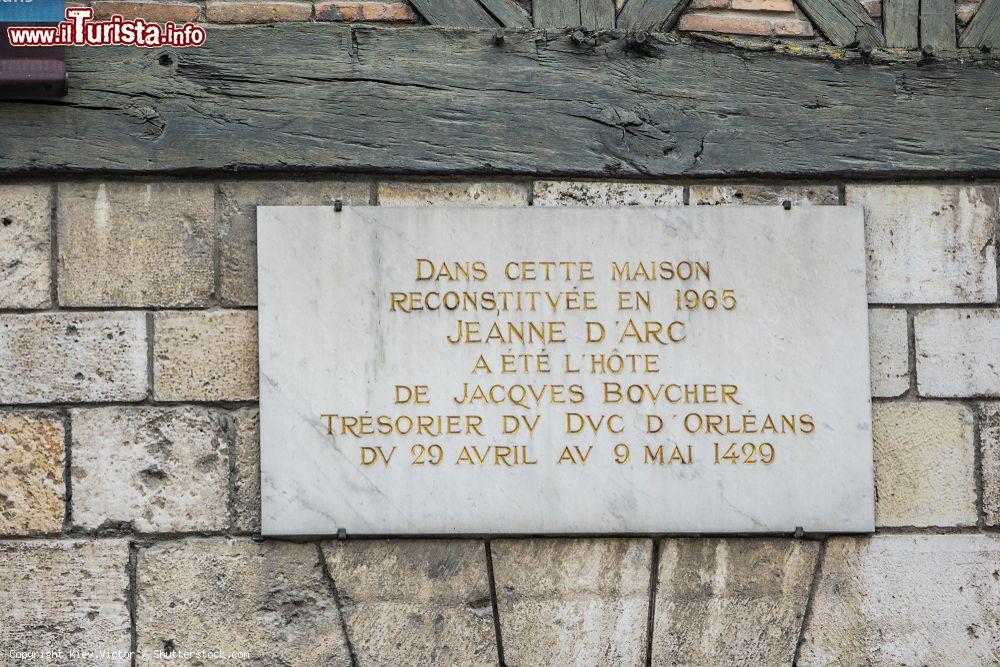 www.ilTurista.info
DANS CETTE MAISON
RECONSTITVÉE EN 1965
JEANNE D'ARC
A ÉTÉ L'HÔTE
DE JACQVES BOVCHER
TRÉSORIER DV DVC D'ORLÉANS
DV 29 AVRIL AV 9 MAI 1429
Copyright Kiev.Victor / Shutterstock.com